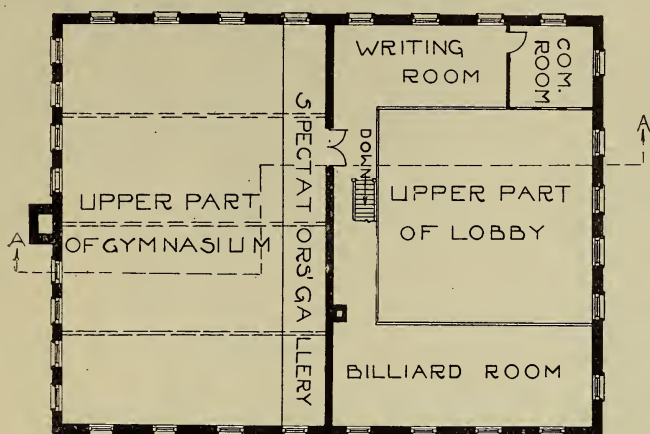 WRITING
ROOM
COM.
ROOM
A
DOWN
SPECTATORS' GALLERY
UPPER PART
OF GYMNASIUM
UPPER PART
OF LOBBY
A
BILLIARD ROOM